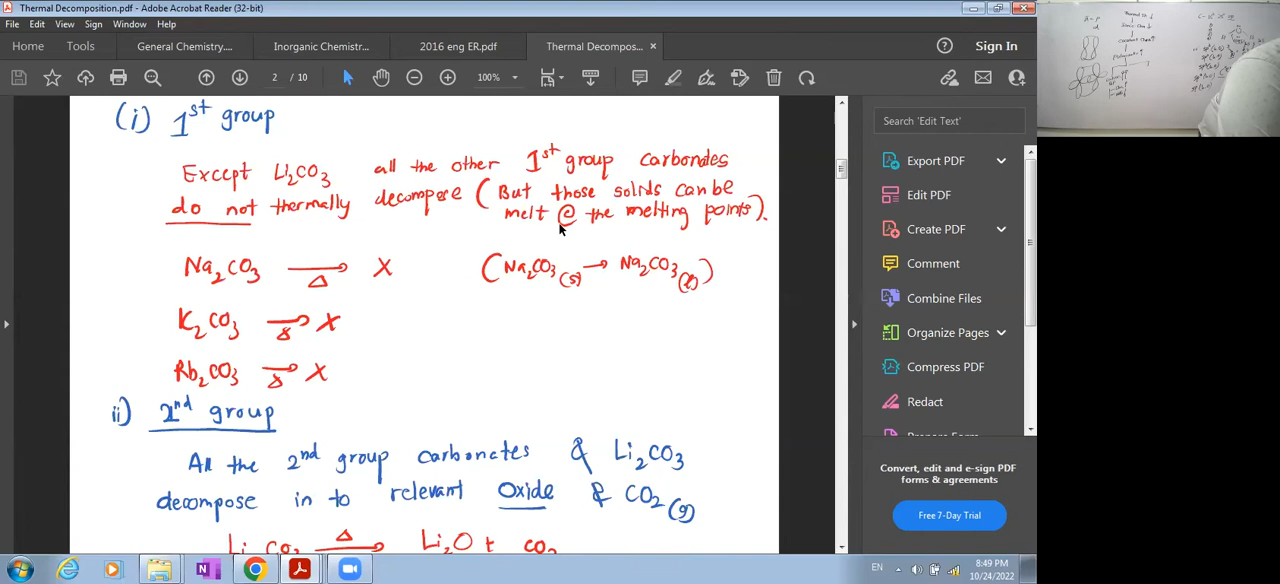 Thermal Decomposition.pdf - Adobe Acrobat Reader (32-bit)
File Edit View Sign Window Help
Home Tools General Chemistry.... Inorganic Chemistr... 2016 eng ER.pdf Thermal Decompos... × Sign In
2 / 10 100%
(i) 1st group
Except Li2CO3 all the other 1st group carbondes
do not thermally decompose (But those solids can be
melt @ the melting points).
Na2CO3 →Δ X (Na2CO3(s) → Na2CO3(l))
K2CO3 →Δ X
Rb2CO3 →Δ X
ii) 2nd group
All the 2nd group carbonates & Li2CO3
decompose in to relevant Oxide & CO2(g)
Li2CO3 →Δ Li2O + CO2
Search 'Edit Text'
Export PDF
Edit PDF
Create PDF
Comment
Combine Files
Organize Pages
Compress PDF
Redact
Convert, edit and e-sign PDF
forms & agreements
Free 7-Day Trial
EN
8:49 PM
10/24/2022